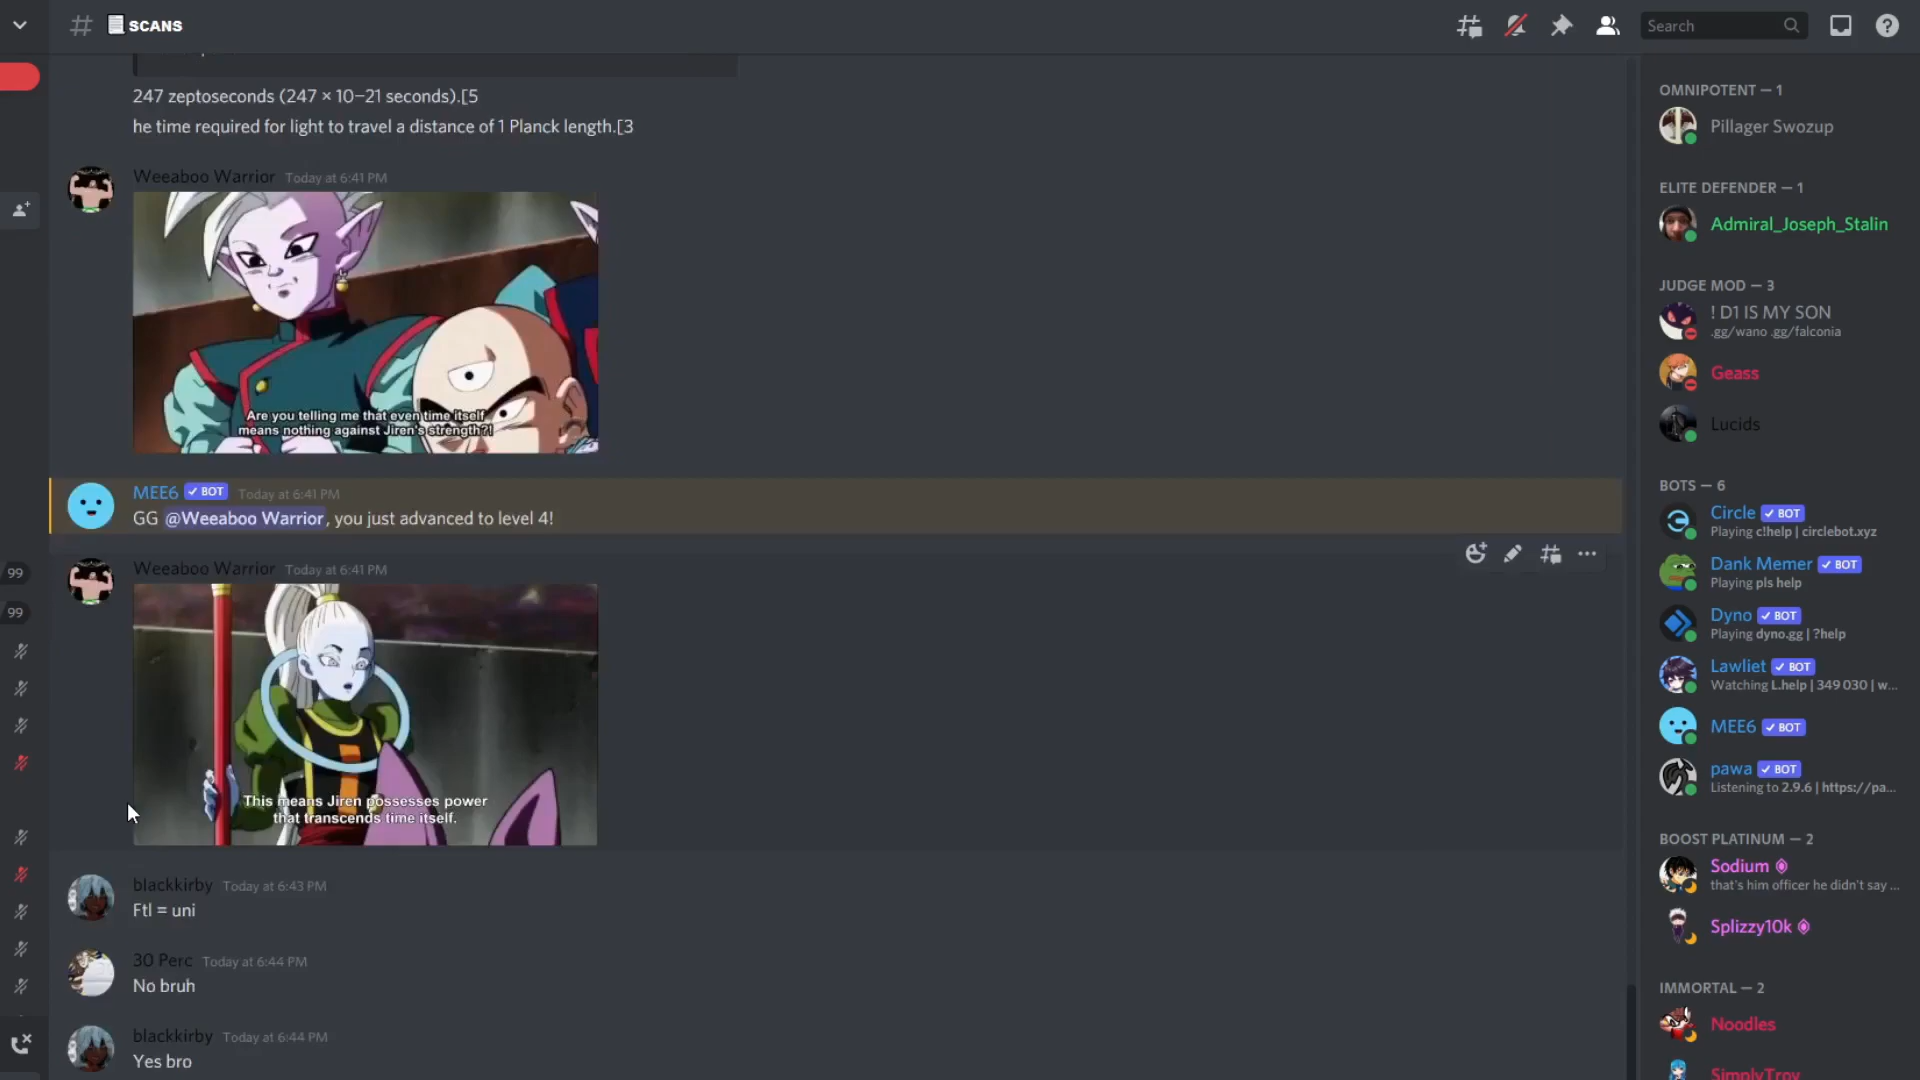 SCANS
Search
247 zeptoseconds (247 × 10−21 seconds).[5
he time required for light to travel a distance of 1 Planck length.[3
Weeaboo Warrior Today at 6:41 PM
Are you telling me that even time itself
means nothing against Jiren's strength?!
MEE6 BOT Today at 6:41 PM
GG @Weeaboo Warrior, you just advanced to level 4!
Weeaboo Warrior Today at 6:41 PM
This means Jiren possesses power
that transcends time itself.
blackkirby Today at 6:43 PM
Ftl = uni
30 Perc Today at 6:44 PM
No bruh
blackkirby Today at 6:44 PM
Yes bro
99
99
OMNIPOTENT — 1
Pillager Swozup
ELITE DEFENDER — 1
Admiral_Joseph_Stalin
JUDGE MOD — 3
! D1 IS MY SON
.gg/wano .gg/falconia
Geass
Lucids
BOTS — 6
Circle BOT
Playing c!help | circlebot.xyz
Dank Memer BOT
Playing pls help
Dyno BOT
Playing dyno.gg | ?help
Lawliet BOT
Watching L.help | 349 030 | w...
MEE6 BOT
pawa BOT
Listening to 2.9.6 | https://pa...
BOOST PLATINUM — 2
Sodium
that's him officer he didn't say ...
Splizzy10k
IMMORTAL — 2
Noodles
SimplyTroy